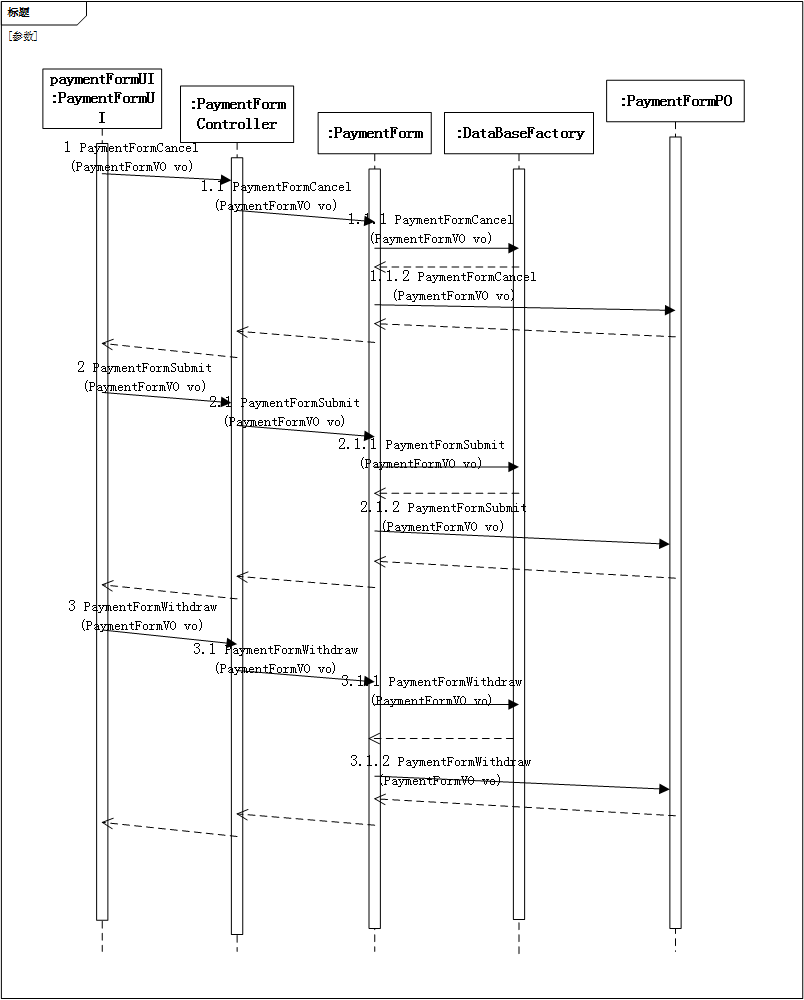 标题
[参数]
paymentFormUI
:PaymentFormU
I
:PaymentForm
Controller
:PaymentForm
:DataBaseFactory
:PaymentFormPO
1 PaymentFormCancel
(PaymentFormVO vo)
1.1 PaymentFormCancel
(PaymentFormVO vo)
1.1.1 PaymentFormCancel
(PaymentFormVO vo)
1.1.2 PaymentFormCancel
(PaymentFormVO vo)
2 PaymentFormSubmit
(PaymentFormVO vo)
2.1 PaymentFormSubmit
(PaymentFormVO vo)
2.1.1 PaymentFormSubmit
(PaymentFormVO vo)
2.1.2 PaymentFormSubmit
(PaymentFormVO vo)
3 PaymentFormWithdraw
(PaymentFormVO vo)
3.1 PaymentFormWithdraw
(PaymentFormVO vo)
3.1.1 PaymentFormWithdraw
(PaymentFormVO vo)
3.1.2 PaymentFormWithdraw
(PaymentFormVO vo)